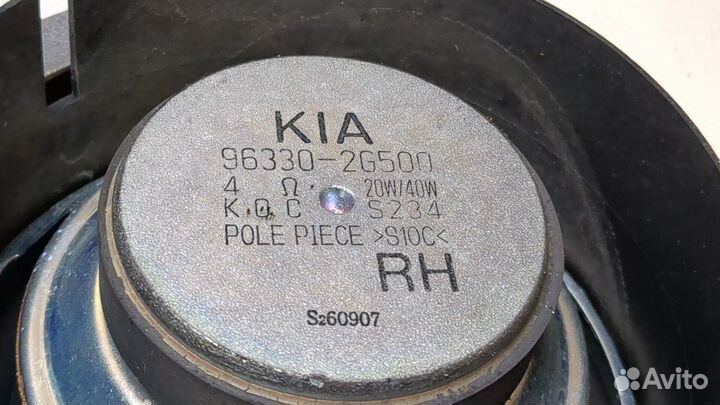 KIA
96330-2G500
4 Ω 20W/40W
K.Q.C S234
POLE PIECE >S10C<
RH
S260907
Avito